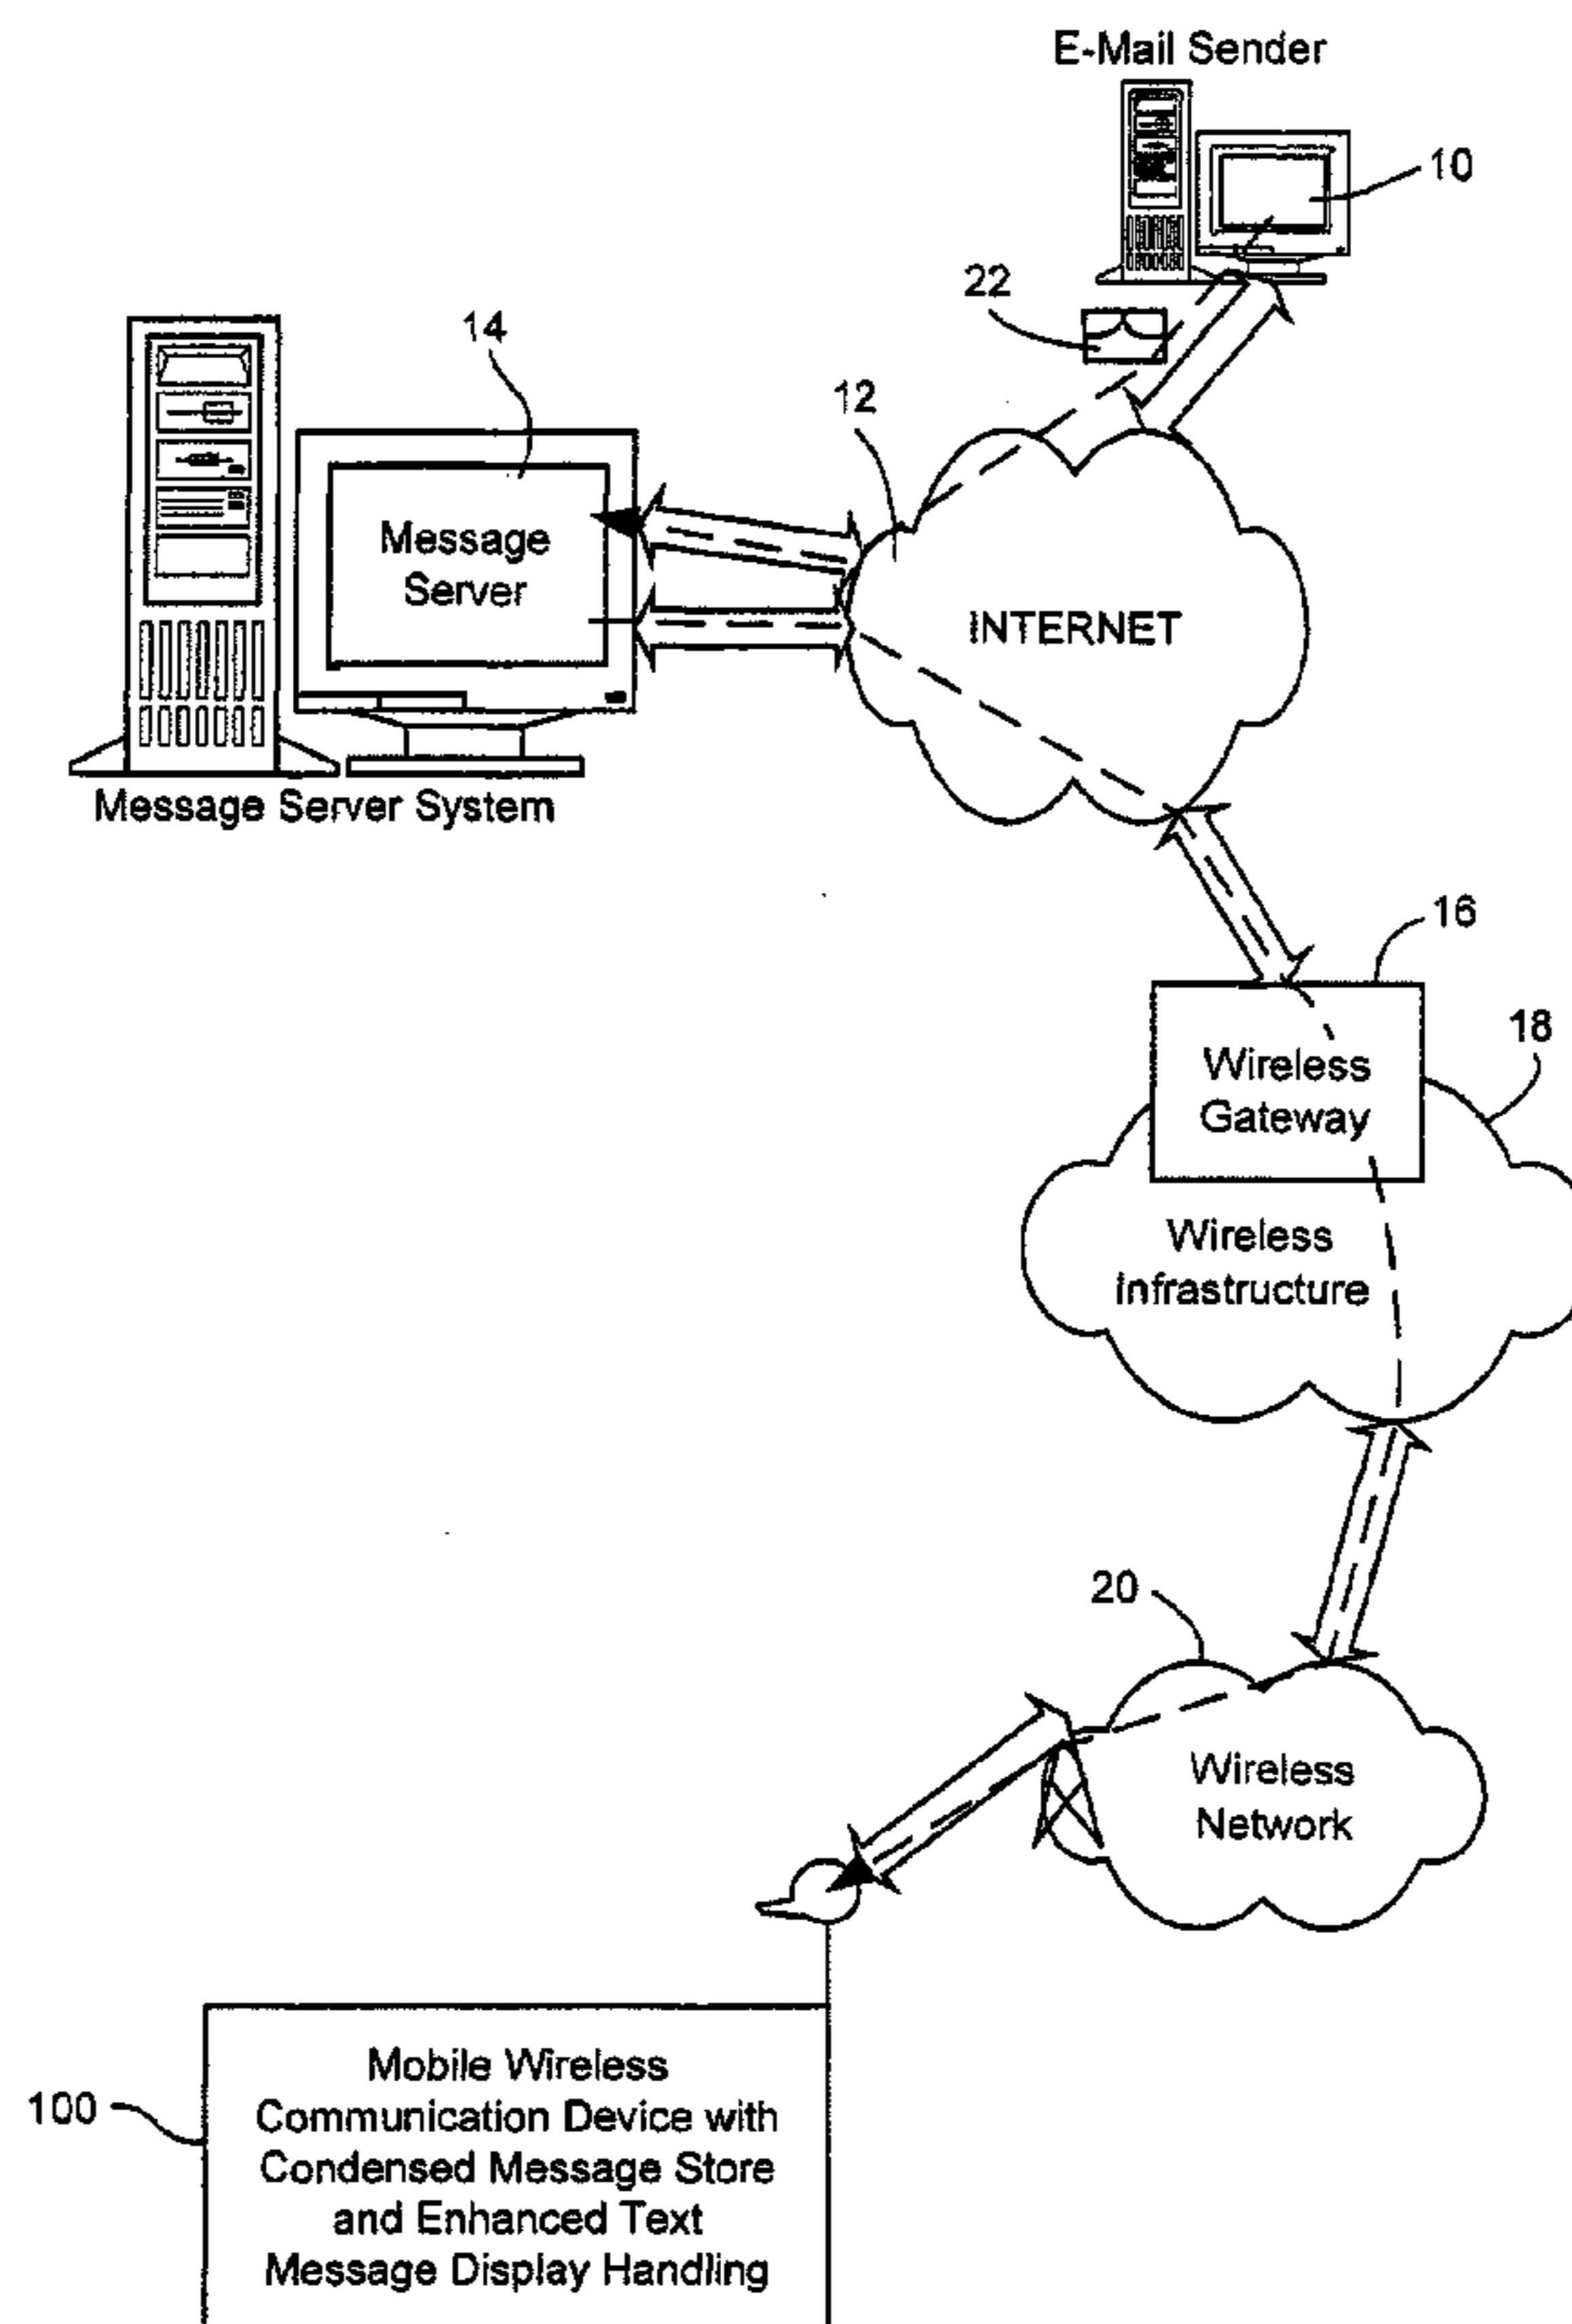 E-Mail Sender
10
22
14
12
Message
Server
INTERNET
Message Server System
16
18
Wireless
Gateway
Wireless
Infrastructure
20
Wireless
Network
100
Mobile Wireless
Communication Device with
Condensed Message Store
and Enhanced Text
Message Display Handling